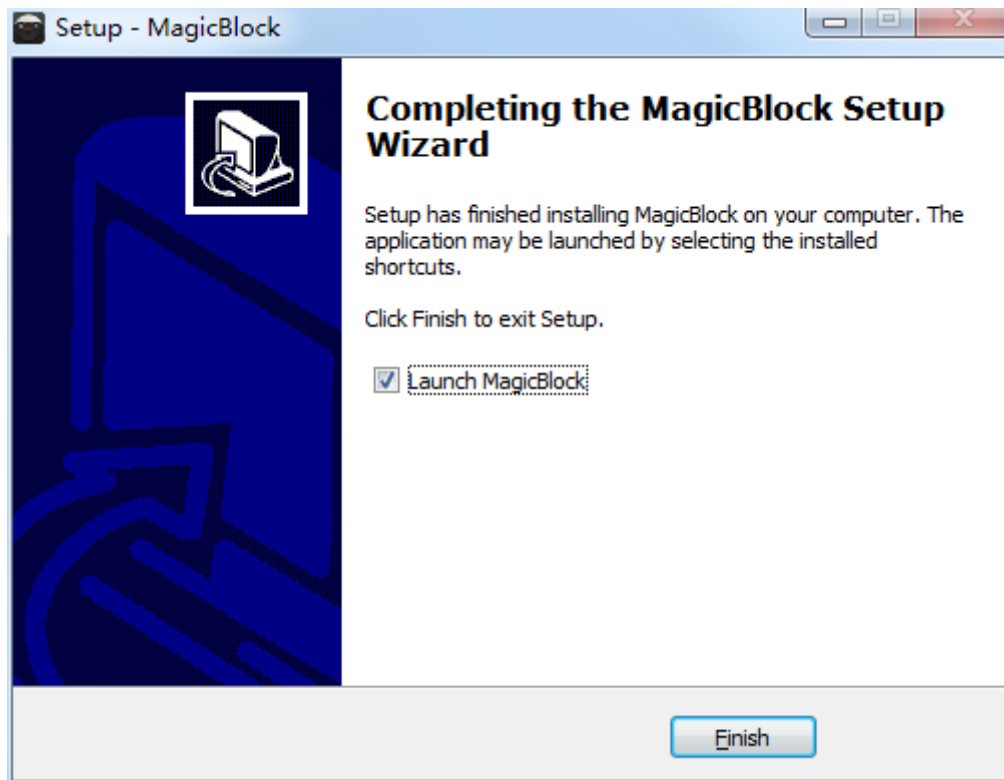 Setup - MagicBlock
Completing the MagicBlock Setup
Wizard
Setup has finished installing MagicBlock on your computer. The
application may be launched by selecting the installed
shortcuts.
Click Finish to exit Setup.
Launch MagicBlock
Finish